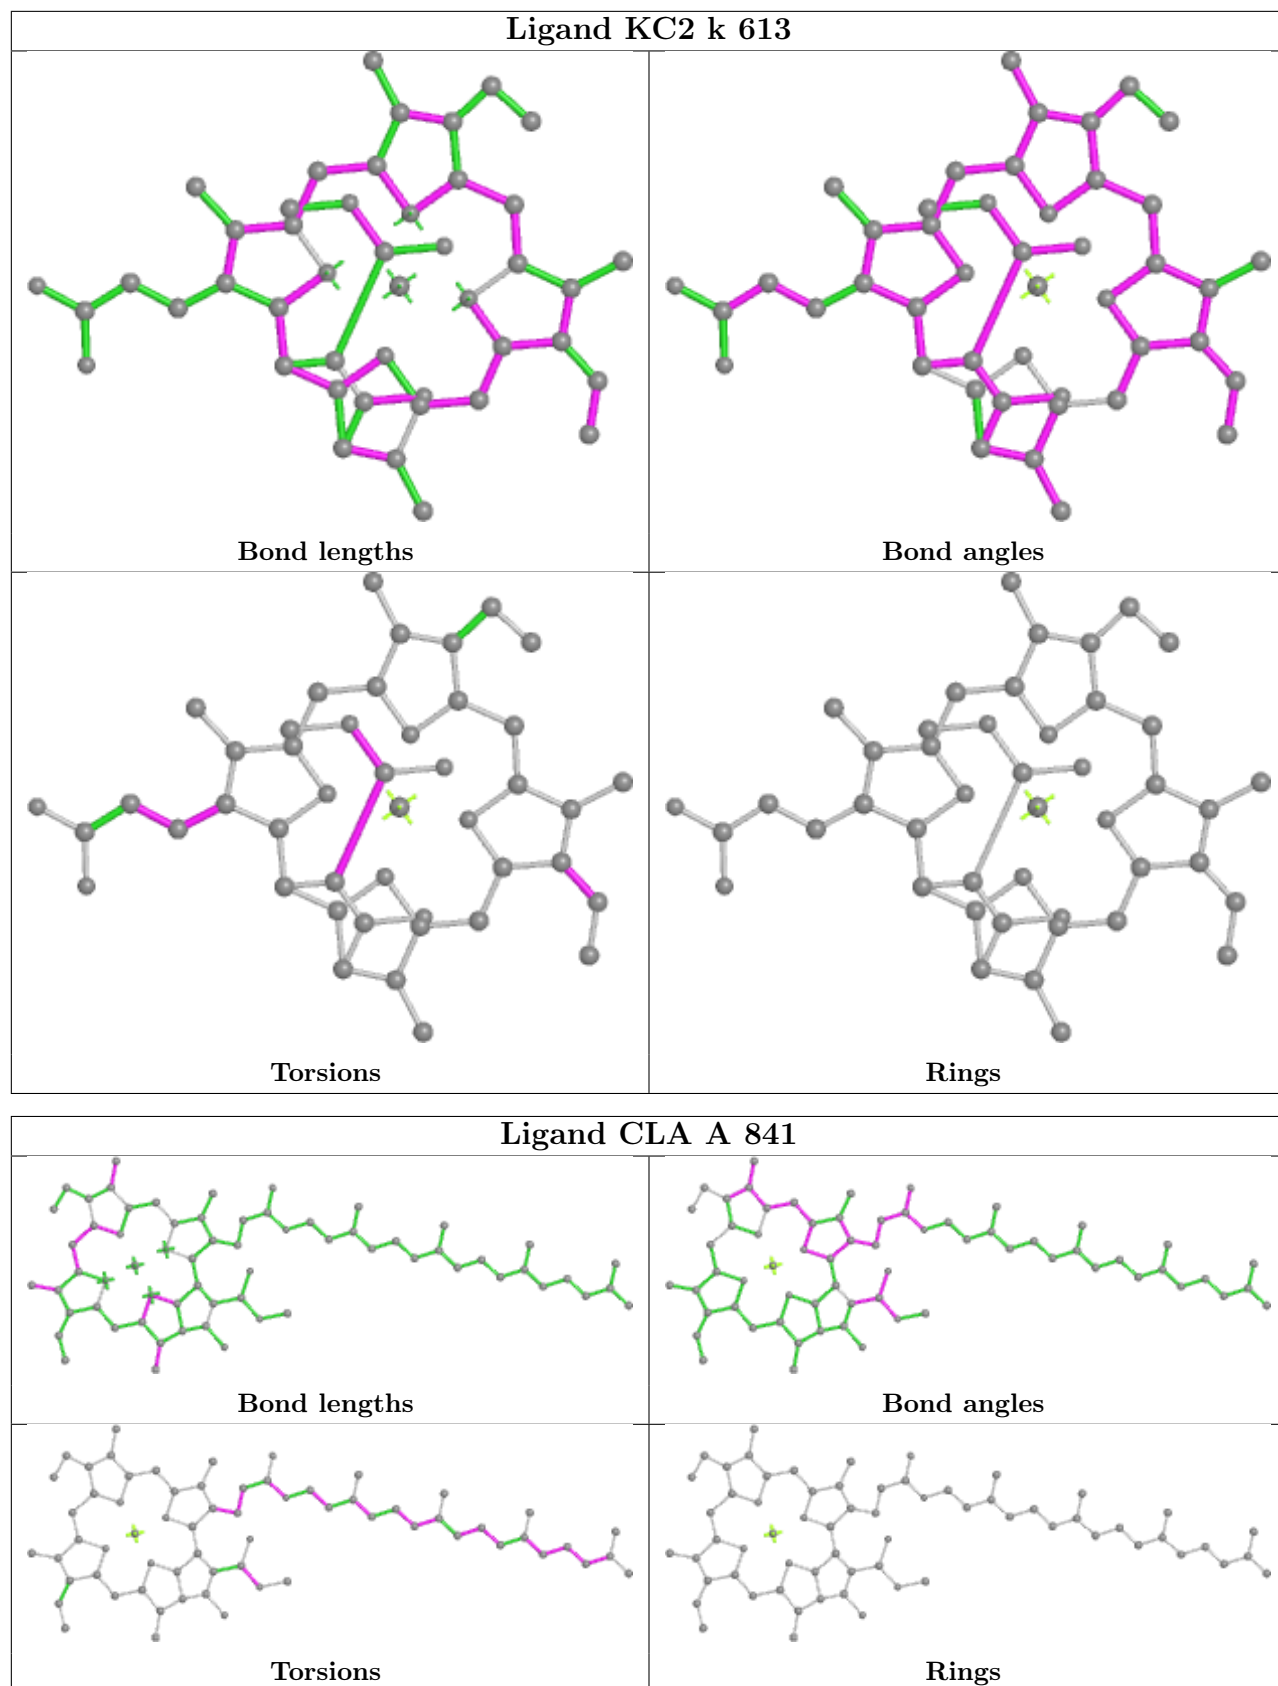 Ligand KC2 k 613
Bond lengths
Bond angles
Torsions
Rings
Ligand CLA A 841
Bond lengths
Bond angles
Torsions
Rings